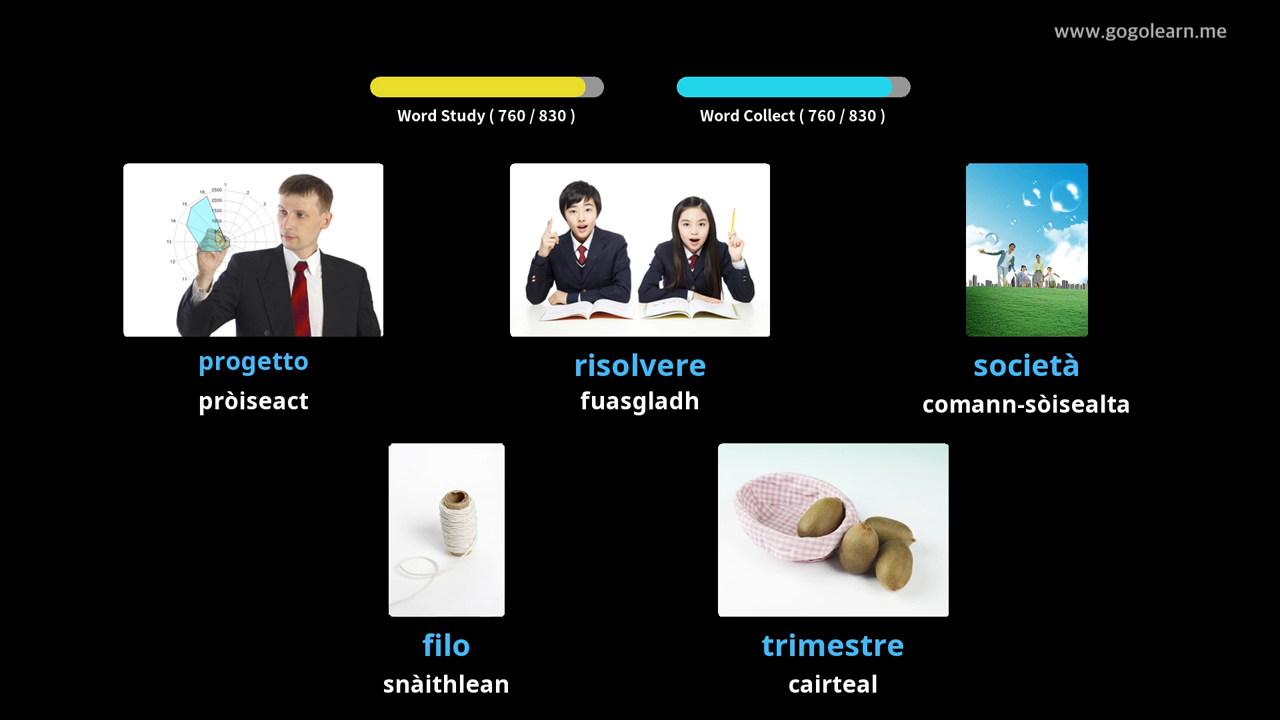 www.gogolearn.me
Word Study ( 760 / 830 )
Word Collect ( 760 / 830 )
progetto
pròiseact
risolvere
fuasgladh
società
comann-sòisealta
filo
snàithlean
trimestre
cairteal